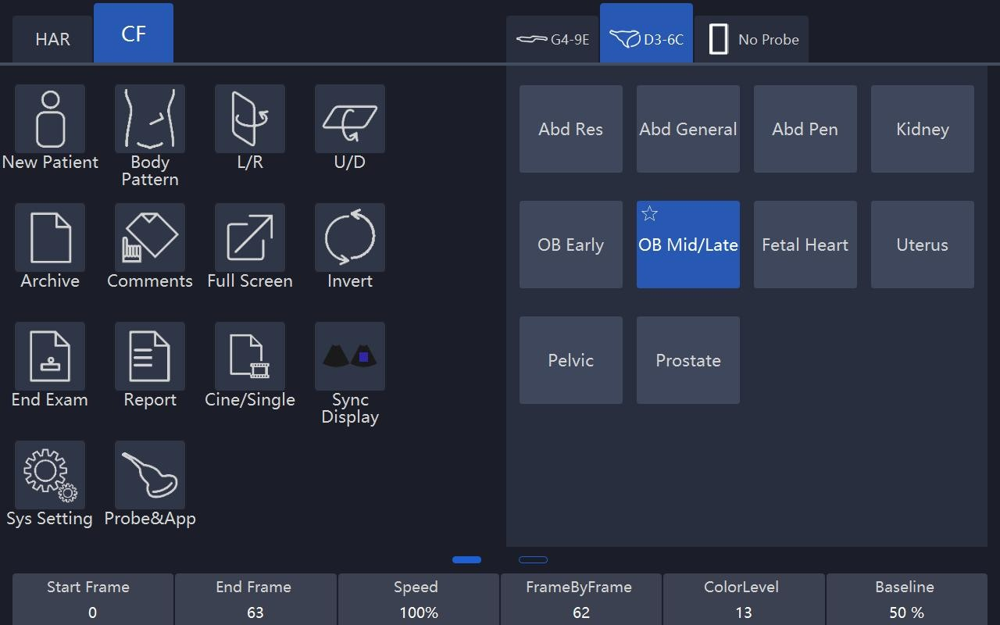 HAR
CF
G4-9E
D3-6C
No Probe
New Patient
Body
Pattern
L/R
U/D
Archive
Comments
Full Screen
Invert
End Exam
Report
Cine/Single
Sync
Display
Sys Setting
Probe&App
Abd Res
Abd General
Abd Pen
Kidney
OB Early
OB Mid/Late
Fetal Heart
Uterus
Pelvic
Prostate
Start Frame
0
End Frame
63
Speed
100%
FrameByFrame
62
ColorLevel
13
Baseline
50 %